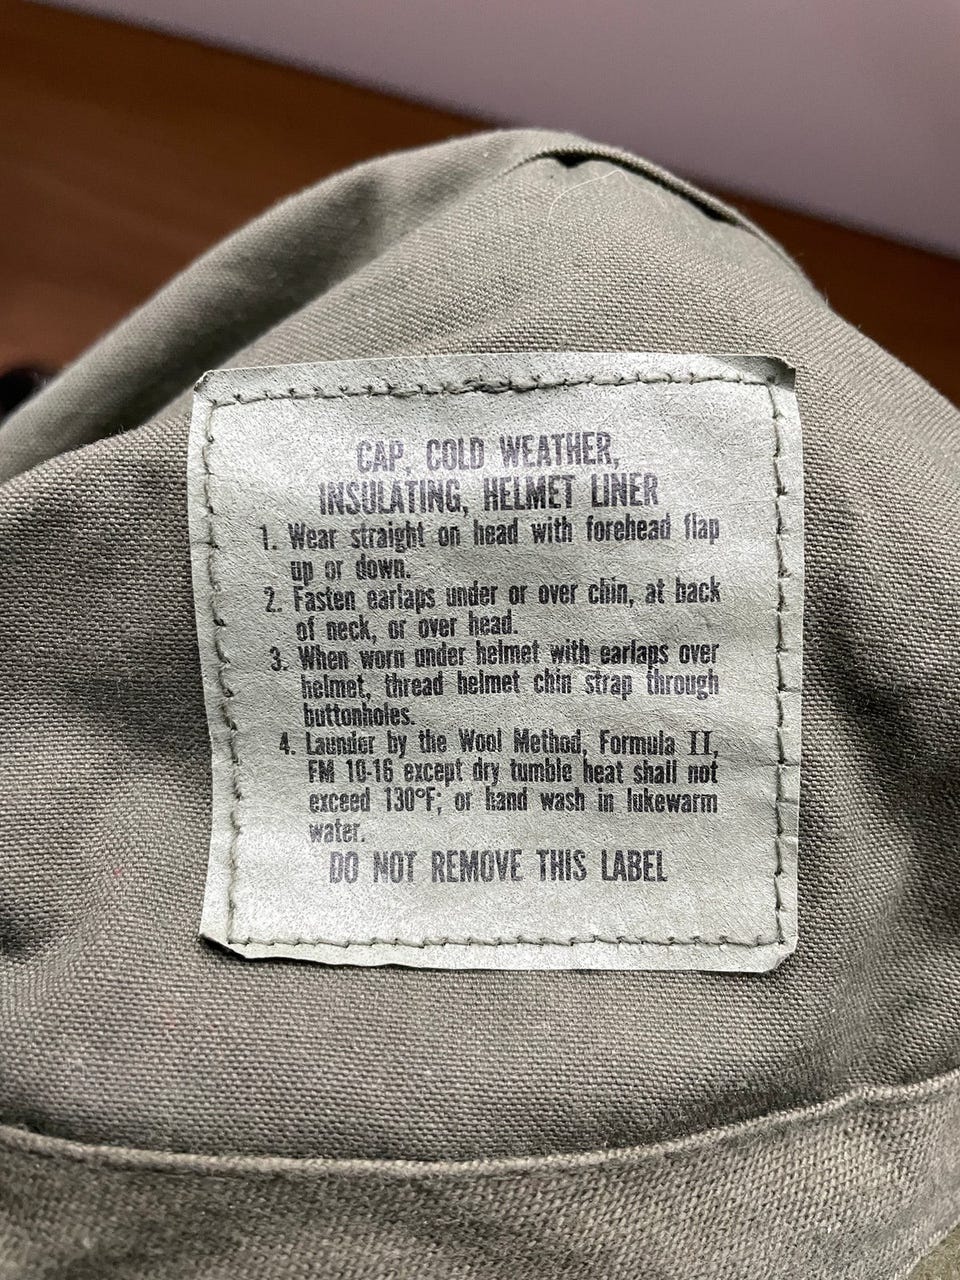 CAP, COLD WEATHER,
INSULATING, HELMET LINER
1. Wear straight on head with forehead flap
up or down.
2. Fasten earlaps under or over chin, at back
of neck, or over head.
3. When worn under helmet with earlaps over
helmet, thread helmet chin strap through
buttonholes.
4. Launder by the Wool Method, Formula II,
FM 10-16 except dry tumble heat shall not
exceed 130°F; or hand wash in lukewarm
water.
DO NOT REMOVE THIS LABEL